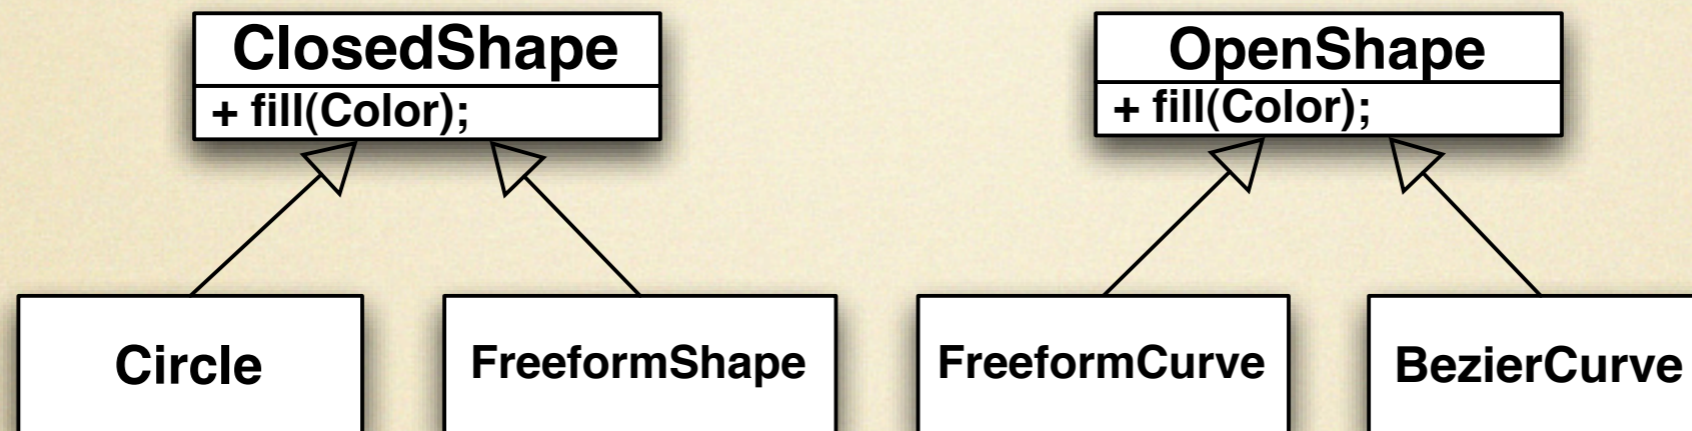 ClosedShape
+ fill(Color);
OpenShape
+ fill(Color);
Circle
FreeformShape
FreeformCurve
BezierCurve